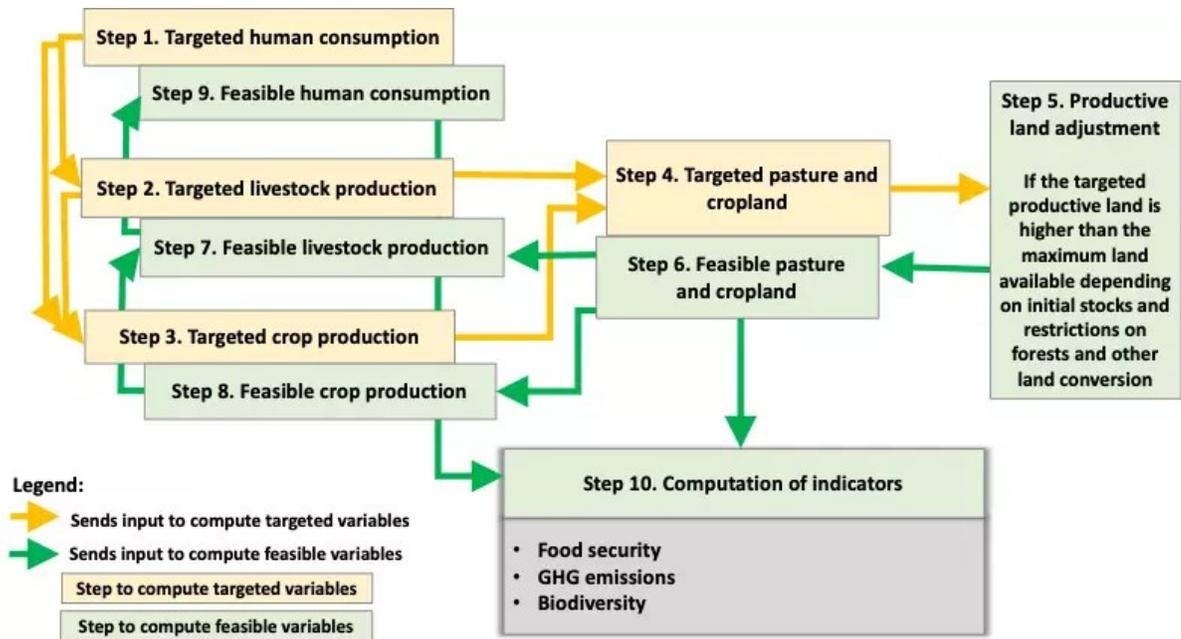 Step 1. Targeted human consumption
Step 9. Feasible human consumption
Step 2. Targeted livestock production
Step 7. Feasible livestock production
Step 3. Targeted crop production
Step 8. Feasible crop production
Step 4. Targeted pasture and
cropland
Step 6. Feasible pasture
and cropland
Step 5. Productive
land adjustment
If the targeted
productive land is
higher than the
maximum land
available depending
on initial stocks and
restrictions on
forests and other
land conversion
Step 10. Computation of indicators
• Food security
• GHG emissions
• Biodiversity
Legend:
Sends input to compute targeted variables
Sends input to compute feasible variables
Step to compute targeted variables
Step to compute feasible variables